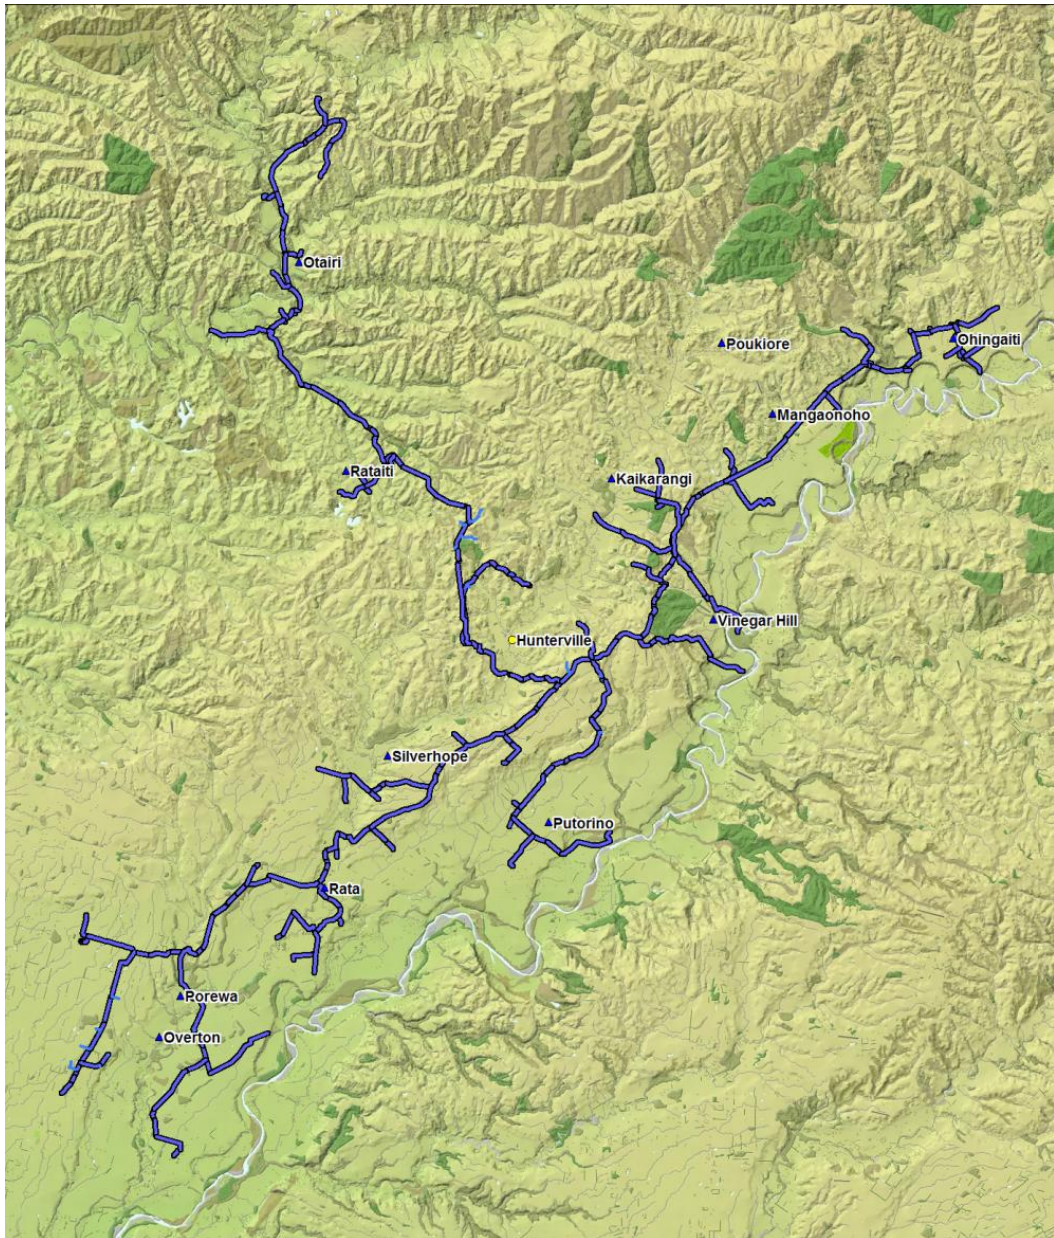 Otairi
Poukiore
Ohingaiti
Mangaonoho
Rataiti
Kaikarangi
Vinegar Hill
Hunterville
Silverhope
Putorino
Rata
Porewa
Overton